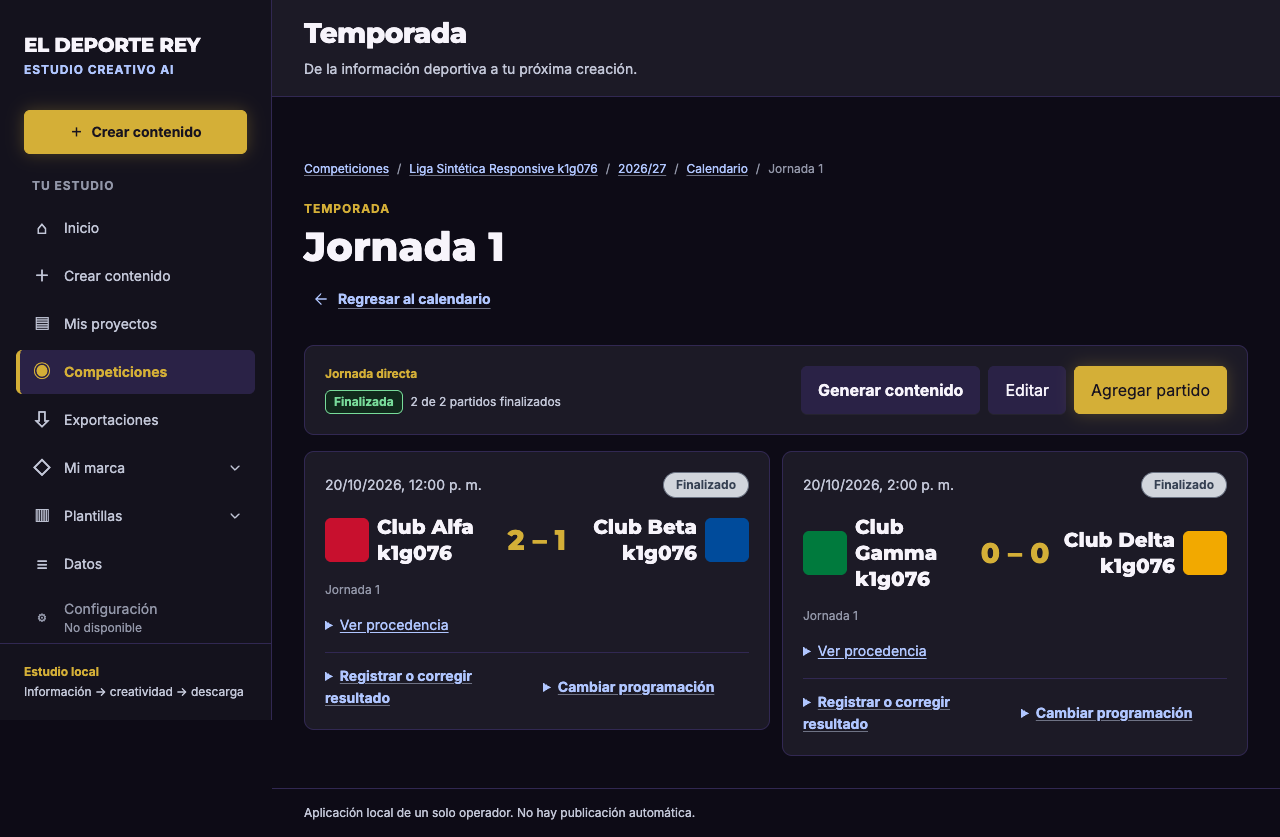 EL DEPORTE REY
ESTUDIO CREATIVO AI
+ Crear contenido
TU ESTUDIO
Inicio
Crear contenido
Mis proyectos
Competiciones
Exportaciones
Mi marca
Plantillas
Datos
Configuración
No disponible
Estudio local
Información → creatividad → descarga
Temporada
De la información deportiva a tu próxima creación.
Competiciones / Liga Sintética Responsive k1g076 / 2026/27 / Calendario / Jornada 1
TEMPORADA
Jornada 1
← Regresar al calendario
Jornada directa
Finalizada 2 de 2 partidos finalizados
Generar contenido
Editar
Agregar partido
20/10/2026, 12:00 p. m.
Finalizado
Club Alfa
k1g076
2 – 1
Club Beta
k1g076
Jornada 1
Ver procedencia
Registrar o corregir
resultado
Cambiar programación
20/10/2026, 2:00 p. m.
Finalizado
Club
Gamma
k1g076
0 – 0
Club Delta
k1g076
Jornada 1
Ver procedencia
Registrar o corregir
resultado
Cambiar programación
Aplicación local de un solo operador. No hay publicación automática.